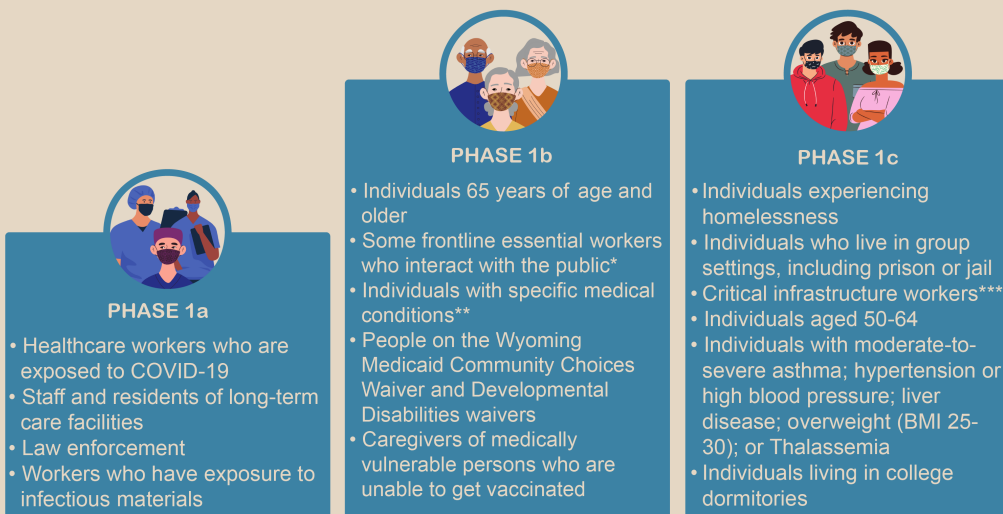 PHASE 1a
• Healthcare workers who are
exposed to COVID-19
• Staff and residents of long-term
care facilities
• Law enforcement
• Workers who have exposure to
infectious materials
PHASE 1b
• Individuals 65 years of age and
older
• Some frontline essential workers
who interact with the public*
• Individuals with specific medical
conditions**
• People on the Wyoming
Medicaid Community Choices
Waiver and Developmental
Disabilities waivers
• Caregivers of medically
vulnerable persons who are
unable to get vaccinated
PHASE 1c
• Individuals experiencing
homelessness
• Individuals who live in group
settings, including prison or jail
• Critical infrastructure workers***
• Individuals aged 50-64
• Individuals with moderate-to-
severe asthma; hypertension or
high blood pressure; liver
disease; overweight (BMI 25-
30); or Thalassemia
• Individuals living in college
dormitories